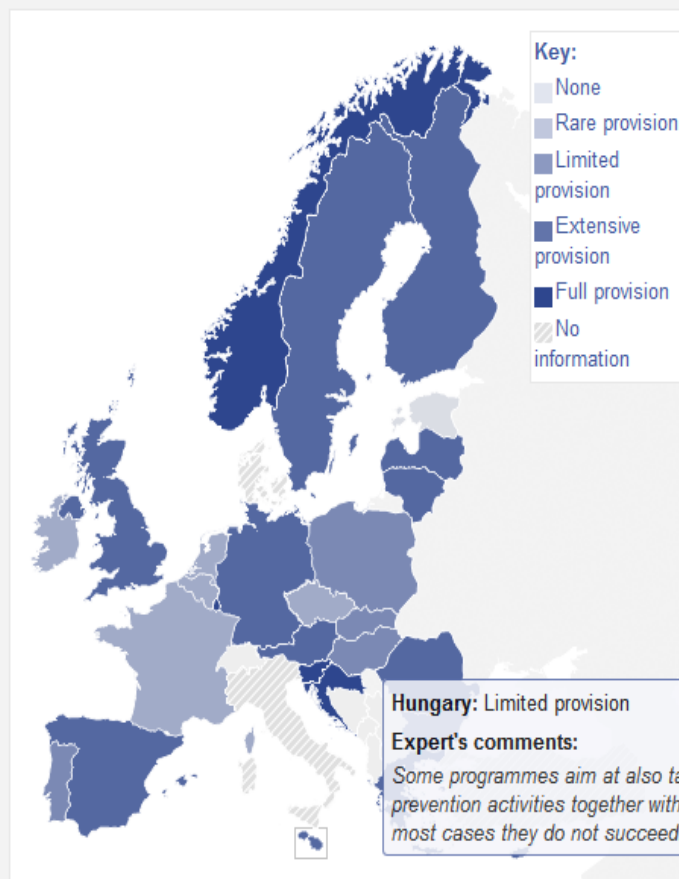 Key:
None
Rare provision
Limited
provision
Extensive
provision
Full provision
No
information
Hungary: Limited provision
Expert's comments:
Some programmes aim at also ta
prevention activities together with
most cases they do not succeed